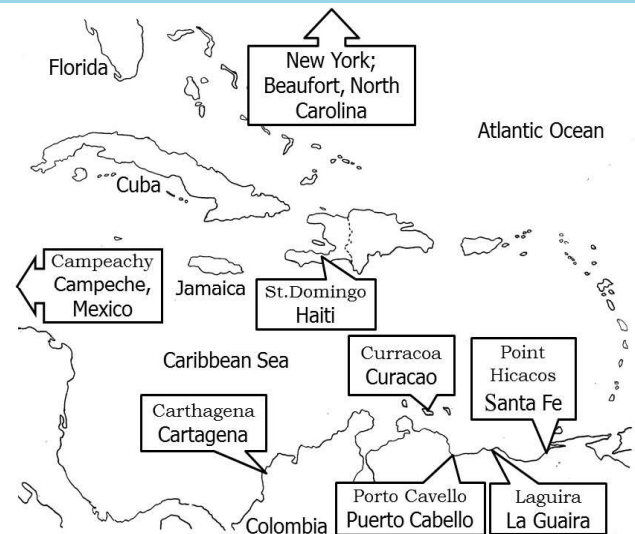 Florida
New York;
Beaufort, North
Carolina
Atlantic Ocean
Cuba
Campeachy
Campeche,
Mexico
Jamaica
St.Domingo
Haiti
Caribbean Sea
Curracoa
Curacao
Point
Hicacos
Santa Fe
Carthagena
Cartagena
Porto Cavello
Puerto Cabello
Laguira
La Guaira
Colombia